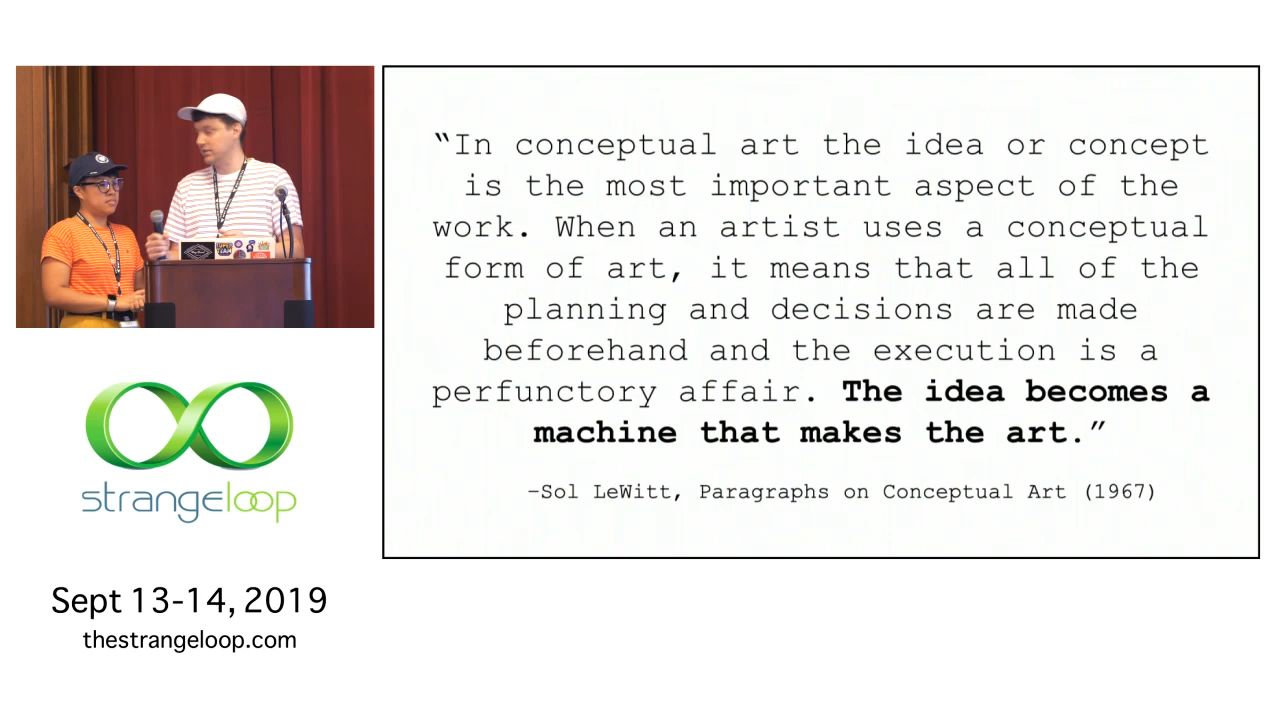 “In conceptual art the idea or concept
is the most important aspect of the
work. When an artist uses a conceptual
form of art, it means that all of the
planning and decisions are made
beforehand and the execution is a
perfunctory affair. The idea becomes a
machine that makes the art.”
–Sol LeWitt, Paragraphs on Conceptual Art (1967)
strangeloop
Sept 13-14, 2019
thestrangeloop.com